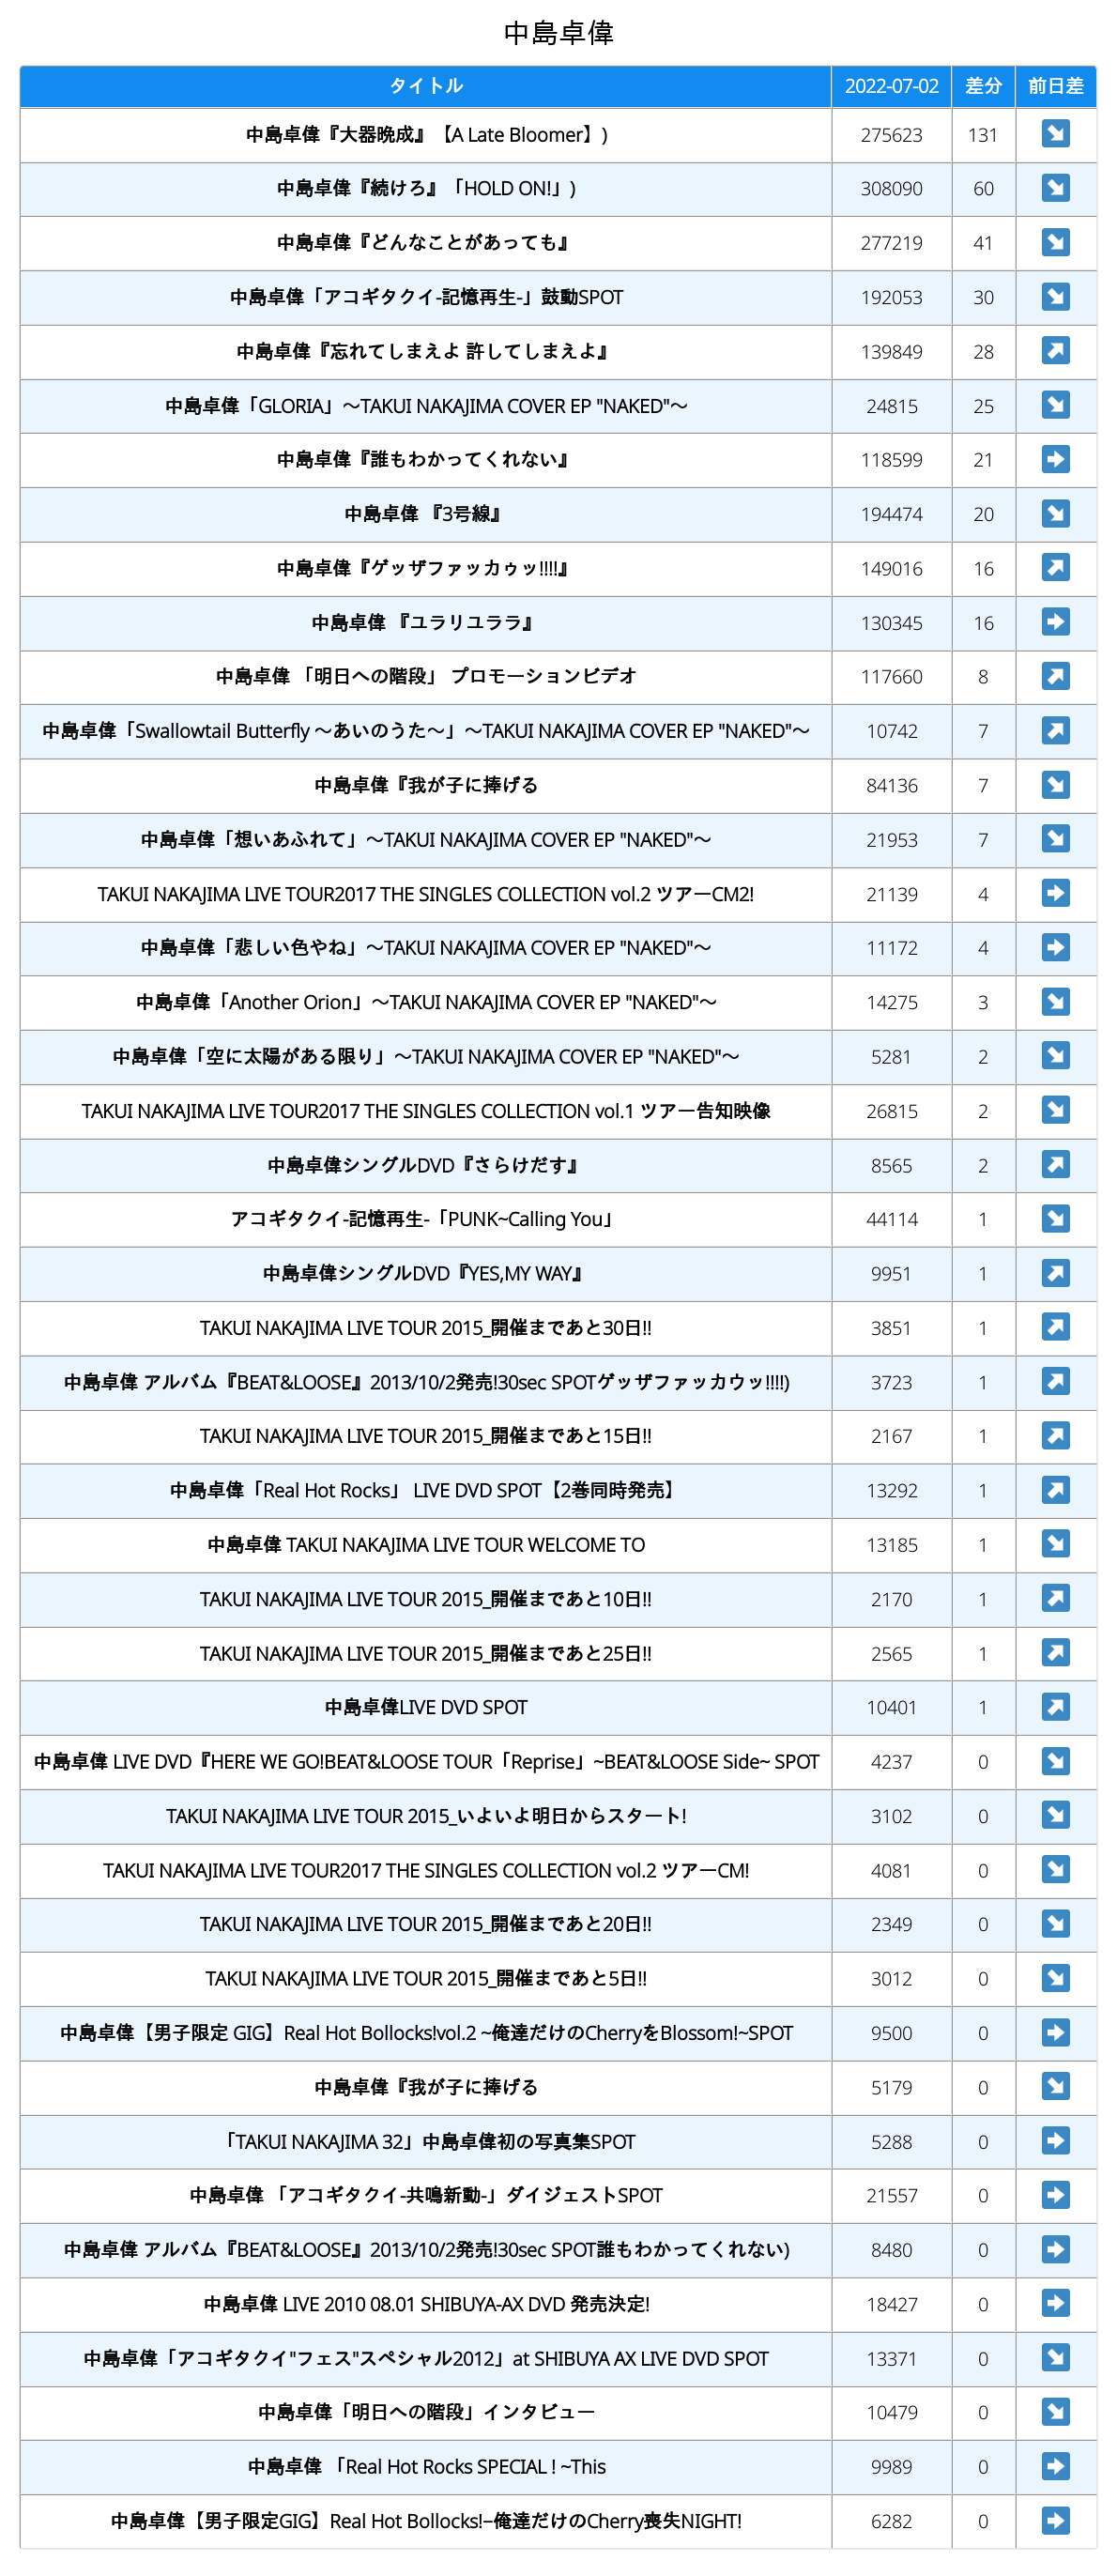 中島卓偉
タイトル 2022-07-02 差分 前日差
中島卓偉『大器晩成』【A Late Bloomer】) 275623 131 ↘
中島卓偉『続けろ』「HOLD ON!」) 308090 60 ↘
中島卓偉『どんなことがあっても』 277219 41 ↘
中島卓偉「アコギタクイ-記憶再生-」鼓動SPOT 192053 30 ↘
中島卓偉『忘れてしまえよ 許してしまえよ』 139849 28 ↗
中島卓偉「GLORIA」〜TAKUI NAKAJIMA COVER EP "NAKED"〜 24815 25 ↘
中島卓偉『誰もわかってくれない』 118599 21 ➡
中島卓偉 『3号線』 194474 20 ↘
中島卓偉『ゲッザファッカゥッ!!!!』 149016 16 ↗
中島卓偉 『ユラリユララ』 130345 16 ➡
中島卓偉 「明日への階段」 プロモーションビデオ 117660 8 ↗
中島卓偉「Swallowtail Butterfly 〜あいのうた〜」〜TAKUI NAKAJIMA COVER EP "NAKED"〜 10742 7 ↗
中島卓偉『我が子に捧げる 84136 7 ↘
中島卓偉「想いあふれて」〜TAKUI NAKAJIMA COVER EP "NAKED"〜 21953 7 ↘
TAKUI NAKAJIMA LIVE TOUR2017 THE SINGLES COLLECTION vol.2 ツアーCM2! 21139 4 ➡
中島卓偉「悲しい色やね」〜TAKUI NAKAJIMA COVER EP "NAKED"〜 11172 4 ➡
中島卓偉「Another Orion」〜TAKUI NAKAJIMA COVER EP "NAKED"〜 14275 3 ↘
中島卓偉「空に太陽がある限り」〜TAKUI NAKAJIMA COVER EP "NAKED"〜 5281 2 ↘
TAKUI NAKAJIMA LIVE TOUR2017 THE SINGLES COLLECTION vol.1 ツアー告知映像 26815 2 ↘
中島卓偉シングルDVD『さらけだす』 8565 2 ↗
アコギタクイ-記憶再生-「PUNK~Calling You」 44114 1 ↘
中島卓偉シングルDVD『YES,MY WAY』 9951 1 ↗
TAKUI NAKAJIMA LIVE TOUR 2015_開催まであと30日!! 3851 1 ↗
中島卓偉 アルバム『BEAT&LOOSE』2013/10/2発売!30sec SPOTゲッザファッカウッ!!!!) 3723 1 ↗
TAKUI NAKAJIMA LIVE TOUR 2015_開催まであと15日!! 2167 1 ↗
中島卓偉「Real Hot Rocks」 LIVE DVD SPOT【2巻同時発売】 13292 1 ↗
中島卓偉 TAKUI NAKAJIMA LIVE TOUR WELCOME TO 13185 1 ↘
TAKUI NAKAJIMA LIVE TOUR 2015_開催まであと10日!! 2170 1 ↗
TAKUI NAKAJIMA LIVE TOUR 2015_開催まであと25日!! 2565 1 ↗
中島卓偉LIVE DVD SPOT 10401 1 ↗
中島卓偉 LIVE DVD『HERE WE GO!BEAT&LOOSE TOUR「Reprise」~BEAT&LOOSE Side~ SPOT 4237 0 ↘
TAKUI NAKAJIMA LIVE TOUR 2015_いよいよ明日からスタート! 3102 0 ↘
TAKUI NAKAJIMA LIVE TOUR2017 THE SINGLES COLLECTION vol.2 ツアーCM! 4081 0 ↘
TAKUI NAKAJIMA LIVE TOUR 2015_開催まであと20日!! 2349 0 ↘
TAKUI NAKAJIMA LIVE TOUR 2015_開催まであと5日!! 3012 0 ↘
中島卓偉【男子限定 GIG】Real Hot Bollocks!vol.2 ~俺達だけのCherryをBlossom!~SPOT 9500 0 ➡
中島卓偉『我が子に捧げる 5179 0 ↘
「TAKUI NAKAJIMA 32」中島卓偉初の写真集SPOT 5288 0 ➡
中島卓偉 「アコギタクイ-共鳴新動-」ダイジェストSPOT 21557 0 ➡
中島卓偉 アルバム『BEAT&LOOSE』2013/10/2発売!30sec SPOT誰もわかってくれない) 8480 0 ➡
中島卓偉 LIVE 2010 08.01 SHIBUYA-AX DVD 発売決定! 18427 0 ➡
中島卓偉「アコギタクイ"フェス"スペシャル2012」at SHIBUYA AX LIVE DVD SPOT 13371 0 ↘
中島卓偉「明日への階段」インタビュー 10479 0 ↘
中島卓偉 「Real Hot Rocks SPECIAL ! ~This 9989 0 ➡
中島卓偉【男子限定GIG】Real Hot Bollocks!−俺達だけのCherry喪失NIGHT! 6282 0 ➡